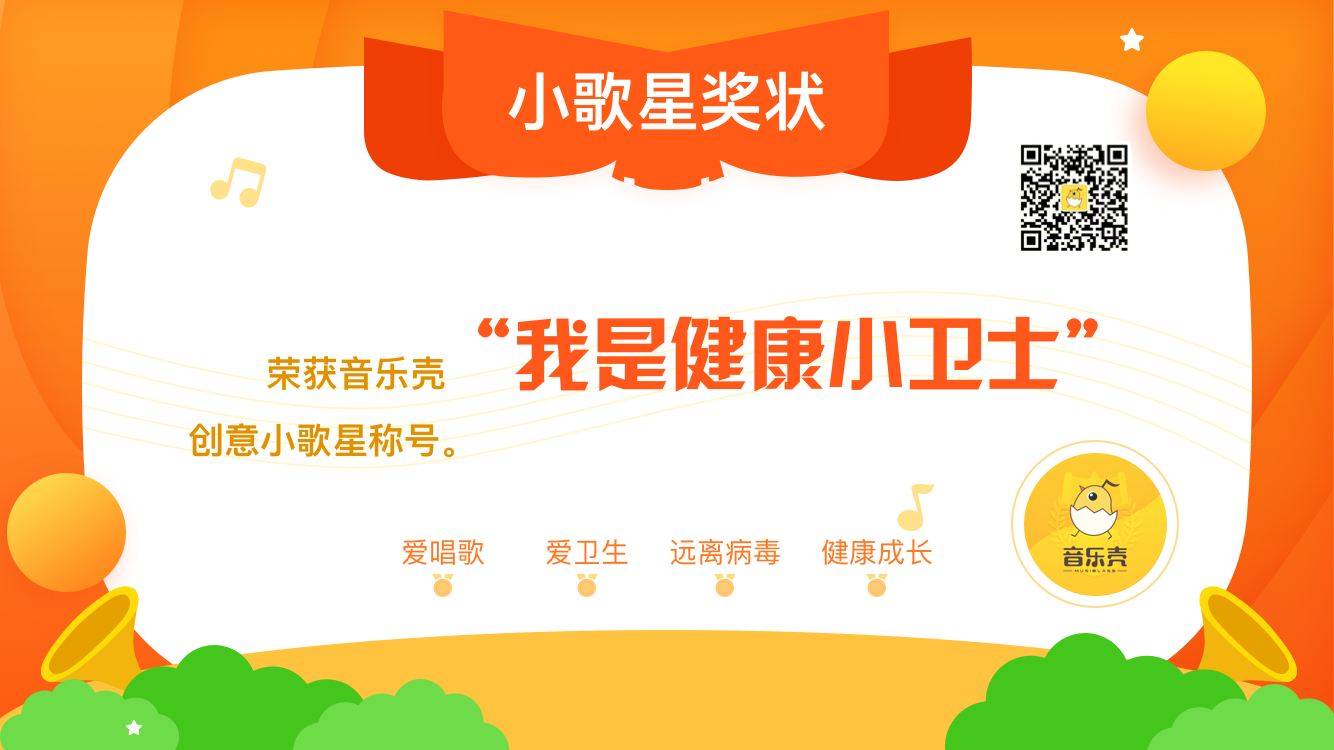 小歌星奖状
“我是健康小卫士”
荣获音乐壳
创意小歌星称号。
爱唱歌 爱卫生 远离病毒 健康成长
音乐壳
MUSIGLASS